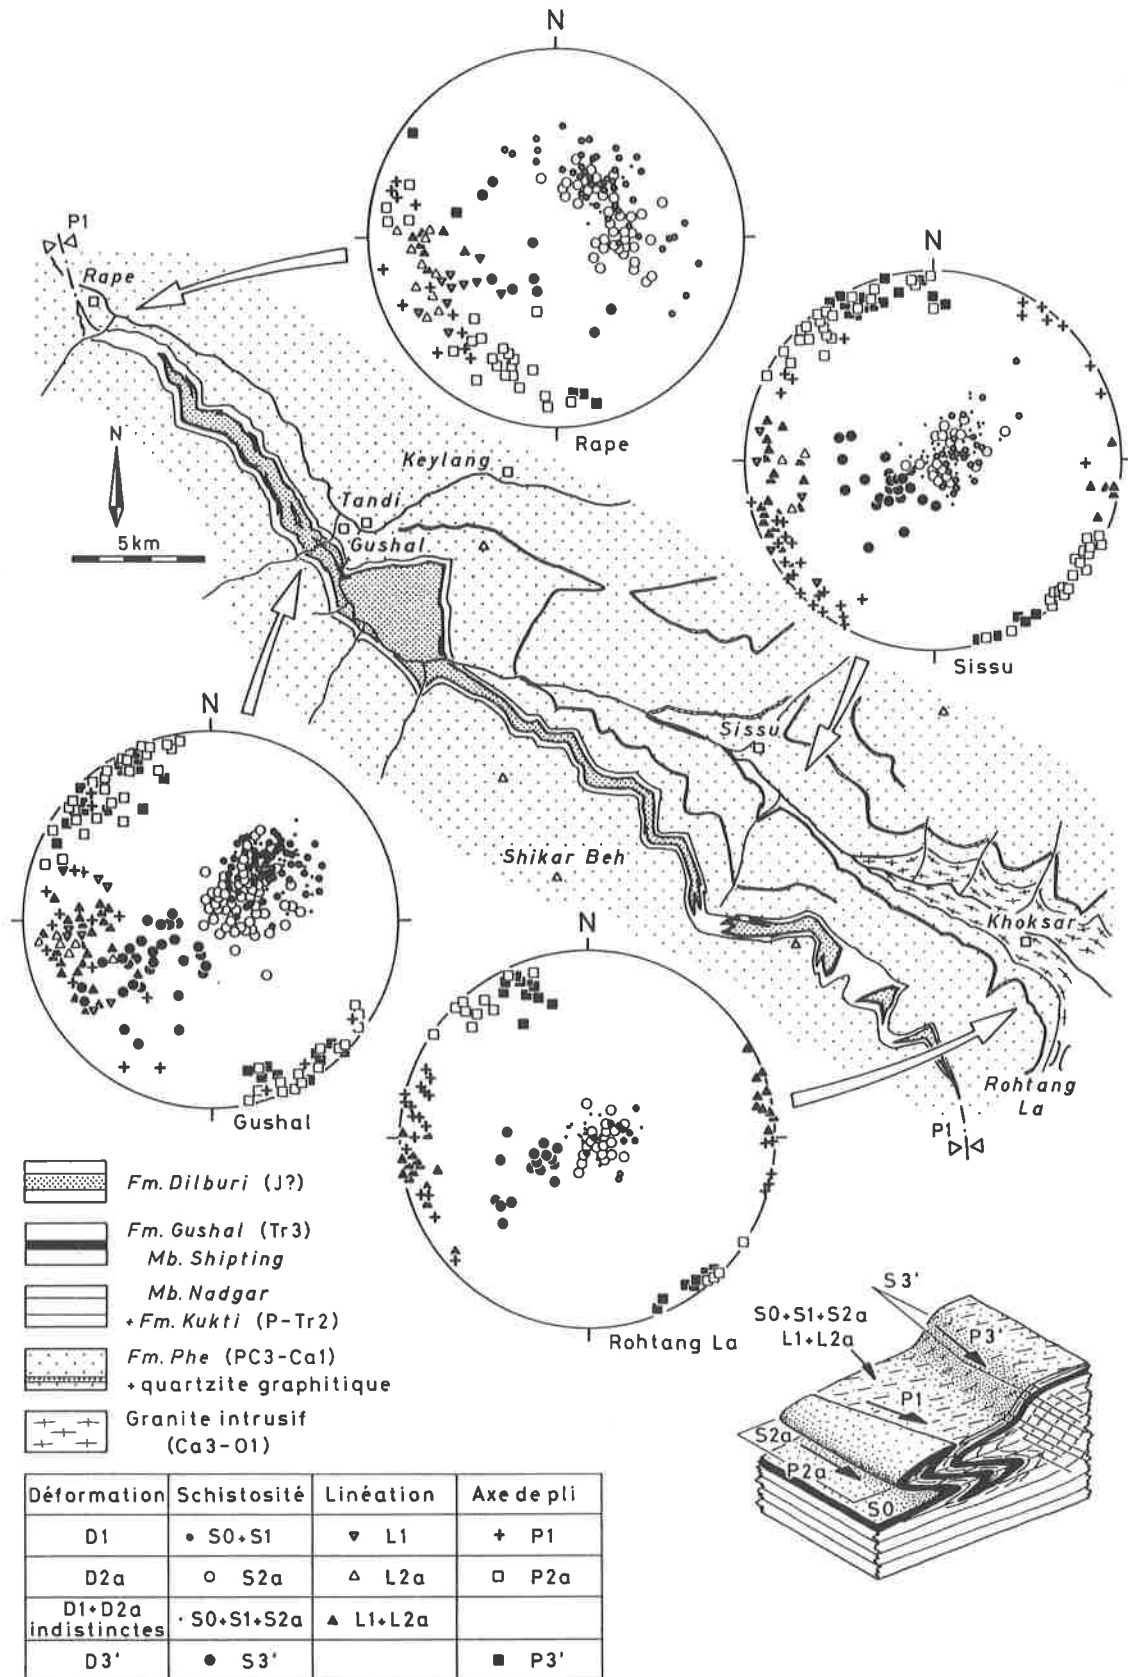 N
P1
Rape
Rape
N
N
Keylang
Tandi
Gushal
5km
Sissu
N
Sissu
Shikar Beh
Khoksar
N
Gushal
Rohtang
La
P1
Rohtang La
Fm. Dilburi (J?)
Fm. Gushal (Tr3)
Mb. Shipting
Mb. Nadgar
+ Fm. Kukti (P-Tr2)
Fm. Phe (PC3-Ca1)
+ quartzite graphitique
Granite intrusif
(Ca3-O1)
S3'
S0+S1+S2a
L1+L2a
P3'
P1
S2a
P2a
S0
Déformation Schistosité Linéation Axe de pli
D1 S0+S1 L1 P1
D2a S2a L2a P2a
D1+D2a
indistinctes S0+S1+S2a L1+L2a
D3' S3' P3'